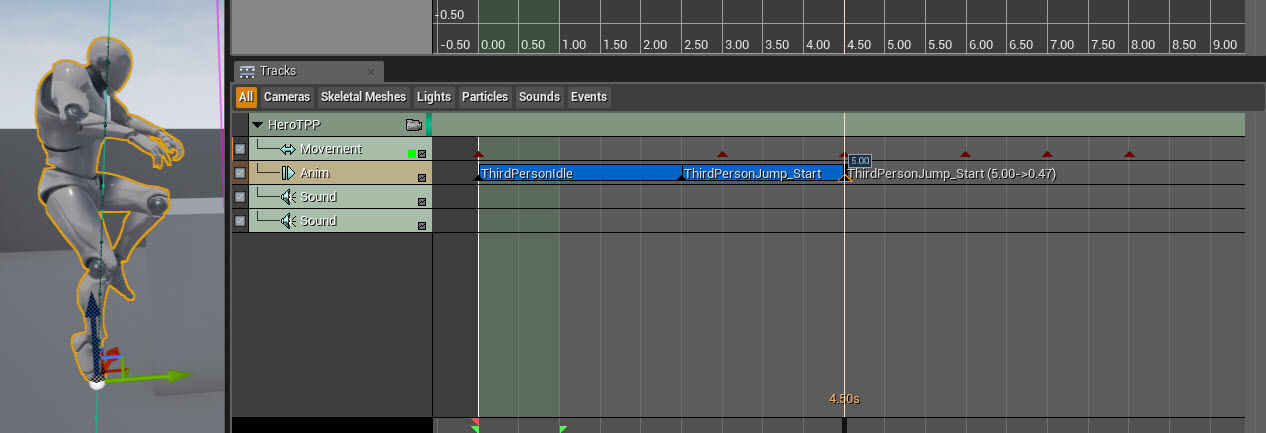 -0.50
-0.50 0.00 0.50 1.00 1.50 2.00 2.50 3.00 3.50 4.00 4.50 5.00 5.50 6.00 6.50 7.00 7.50 8.00 8.50 9.00
Tracks ×
All Cameras Skeletal Meshes Lights Particles Sounds Events
HeroTPP
Movement
5.00
Anim ThirdPersonIdle ThirdPersonJump_Start ThirdPersonJump_Start (5.00->0.47)
Sound
Sound
4.50s